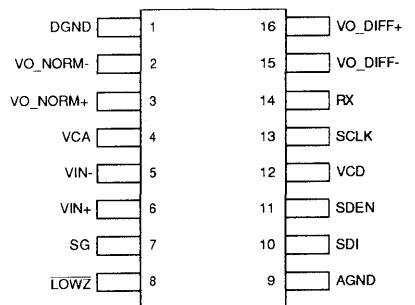 DGND 1 16 VO_DIFF+
VO_NORM- 2 15 VO_DIFF-
VO_NORM+ 3 14 RX
VCA 4 13 SCLK
VIN- 5 12 VCD
VIN+ 6 11 SDEN
SG 7 10 SDI
LOWZ 8 9 AGND